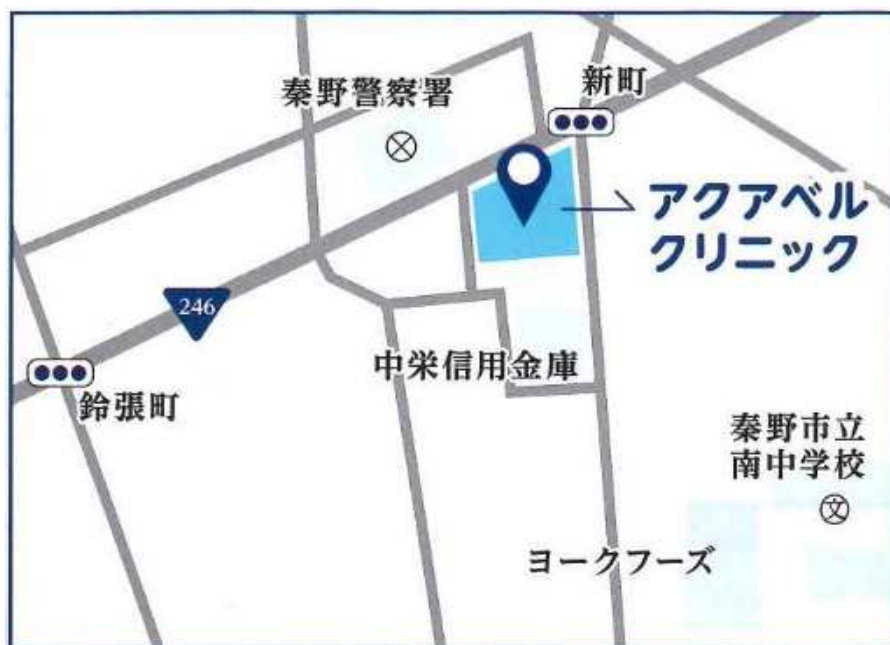 新町
秦野警察署
アクアベル
クリニック
246
中栄信用金庫
鈴張町
秦野市立
南中学校
文
ヨークフーズ